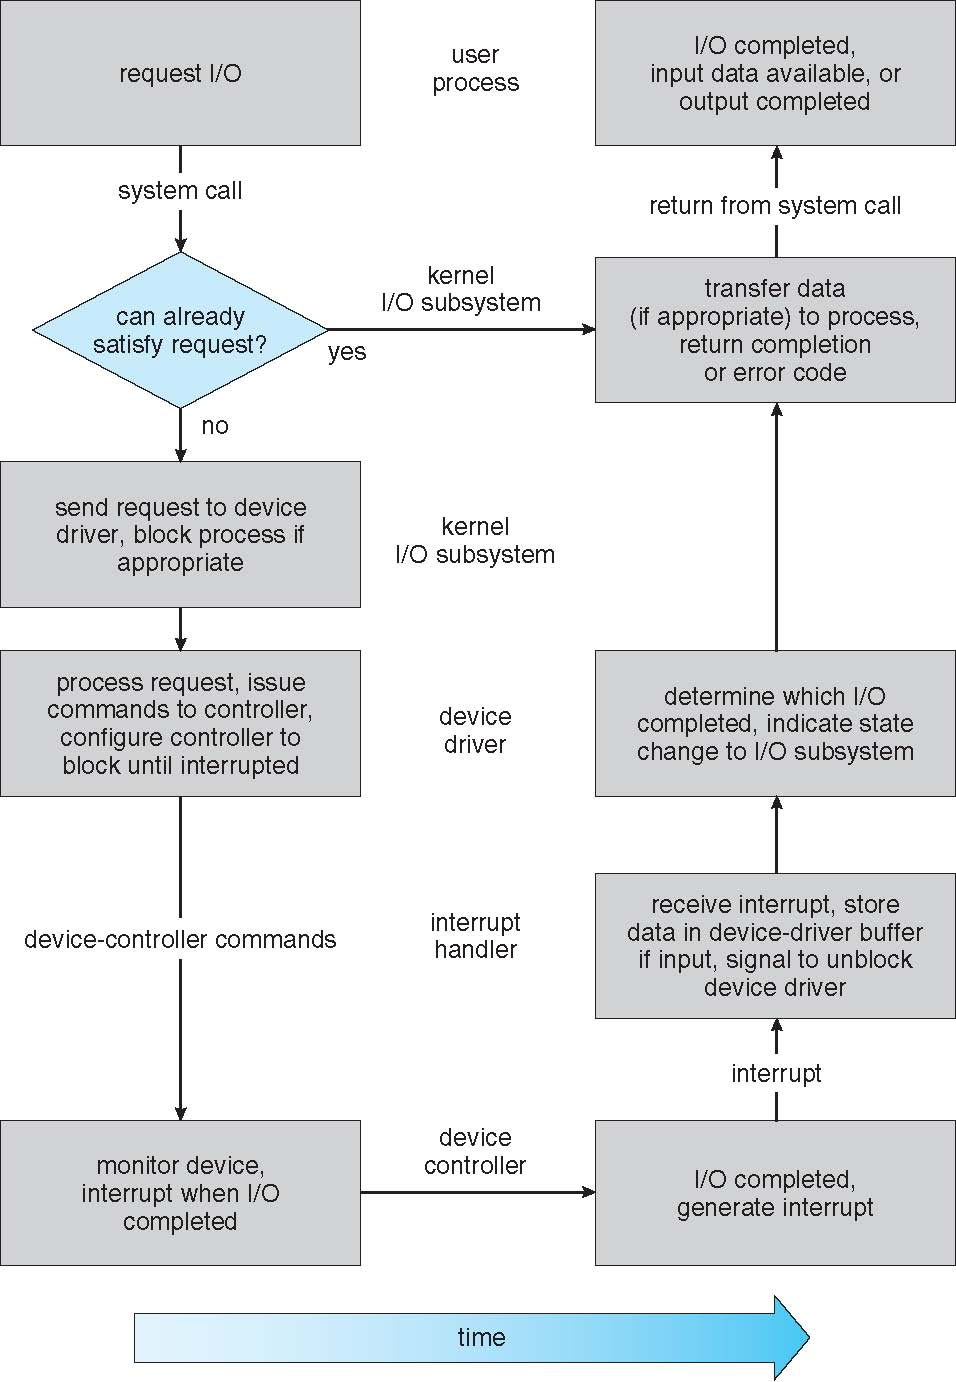 request I/O
user
process
I/O completed,
input data available, or
output completed
system call
return from system call
can already
satisfy request?
kernel
I/O subsystem
yes
transfer data
(if appropriate) to process,
return completion
or error code
no
send request to device
driver, block process if
appropriate
kernel
I/O subsystem
process request, issue
commands to controller,
configure controller to
block until interrupted
device
driver
determine which I/O
completed, indicate state
change to I/O subsystem
device-controller commands
interrupt
handler
receive interrupt, store
data in device-driver buffer
if input, signal to unblock
device driver
interrupt
monitor device,
interrupt when I/O
completed
device
controller
I/O completed,
generate interrupt
time